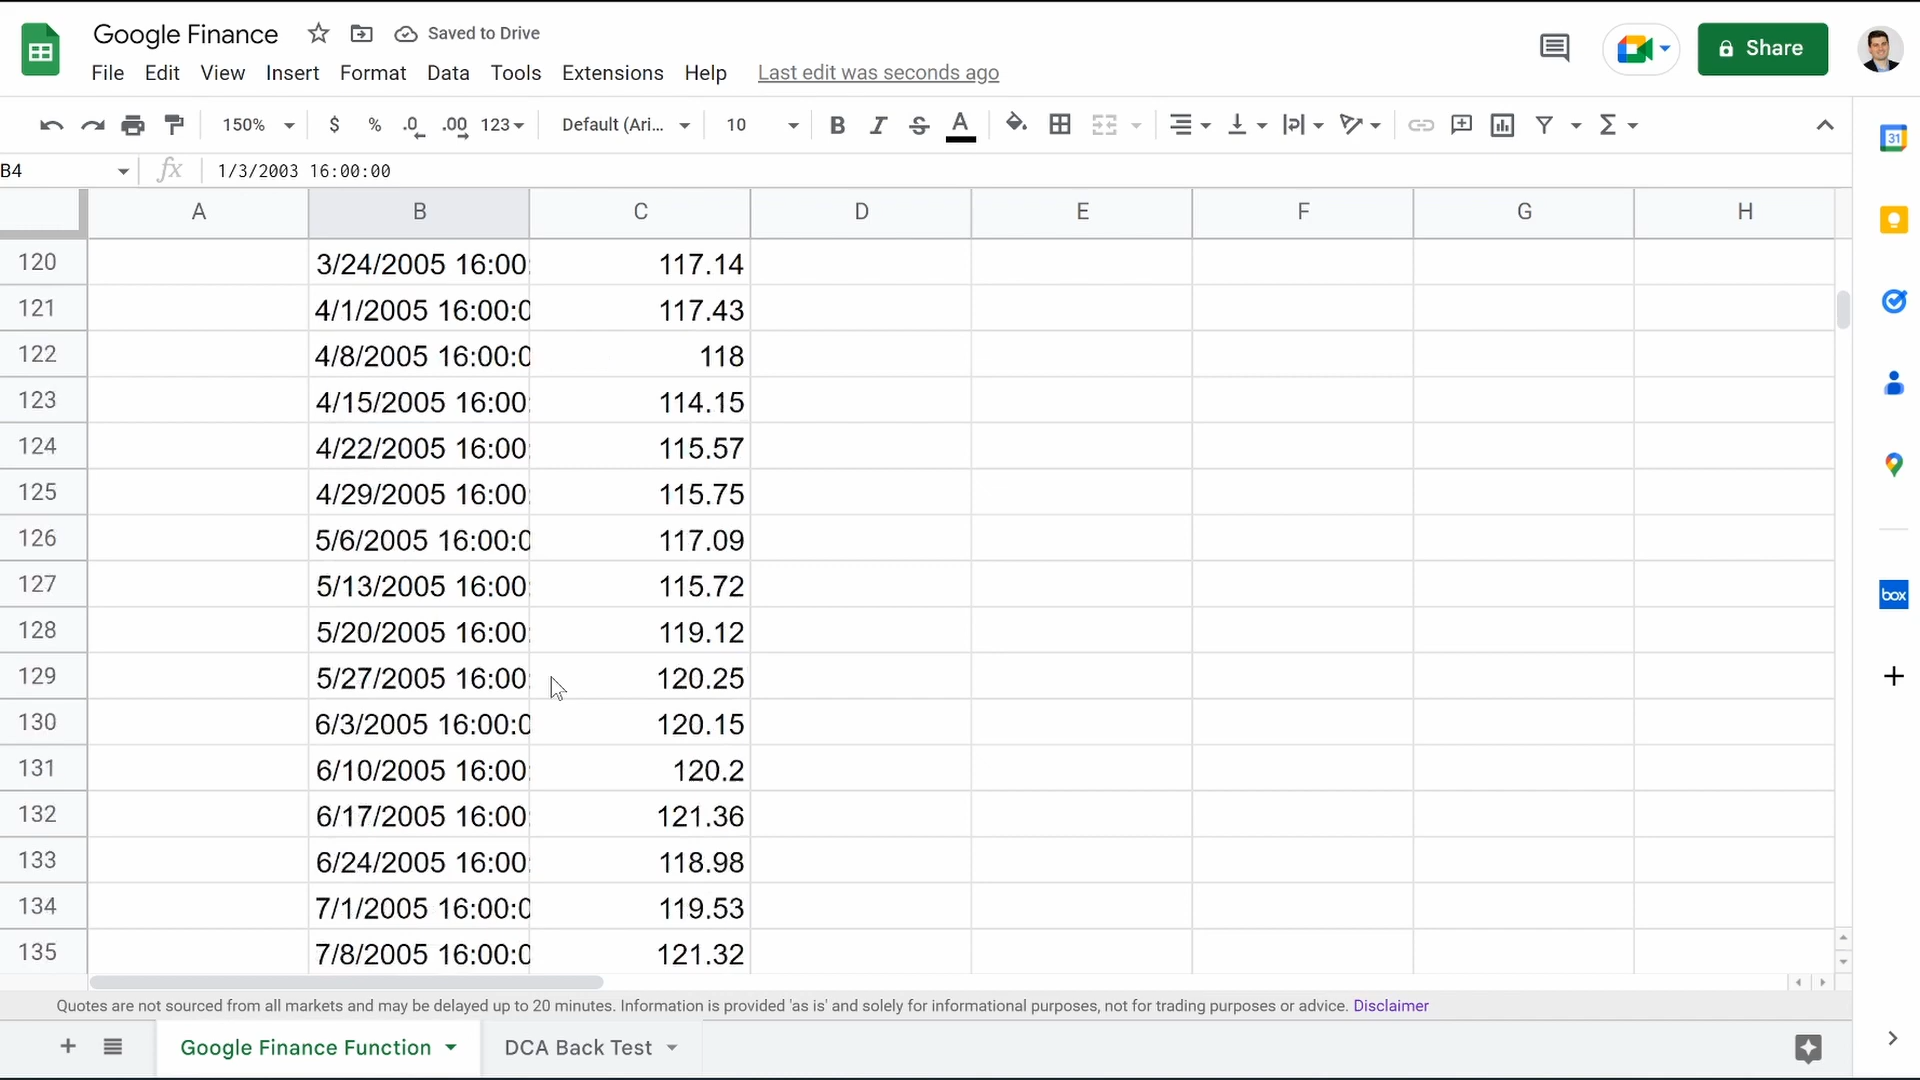 Google Finance Saved to Drive
File Edit View Insert Format Data Tools Extensions Help Last edit was seconds ago
Share
150% $ % .0 .00 123 Default (Ari... 10 B I S A Σ
B4 fx 1/3/2003 16:00:00
A B C D E F G H
120 3/24/2005 16:00: 117.14
121 4/1/2005 16:00:0 117.43
122 4/8/2005 16:00:0 118
123 4/15/2005 16:00: 114.15
124 4/22/2005 16:00: 115.57
125 4/29/2005 16:00: 115.75
126 5/6/2005 16:00:0 117.09
127 5/13/2005 16:00: 115.72
128 5/20/2005 16:00: 119.12
129 5/27/2005 16:00: 120.25
130 6/3/2005 16:00:0 120.15
131 6/10/2005 16:00: 120.2
132 6/17/2005 16:00: 121.36
133 6/24/2005 16:00: 118.98
134 7/1/2005 16:00:0 119.53
135 7/8/2005 16:00:0 121.32
31
box
Quotes are not sourced from all markets and may be delayed up to 20 minutes. Information is provided 'as is' and solely for informational purposes, not for trading purposes or advice. Disclaimer
Google Finance Function DCA Back Test